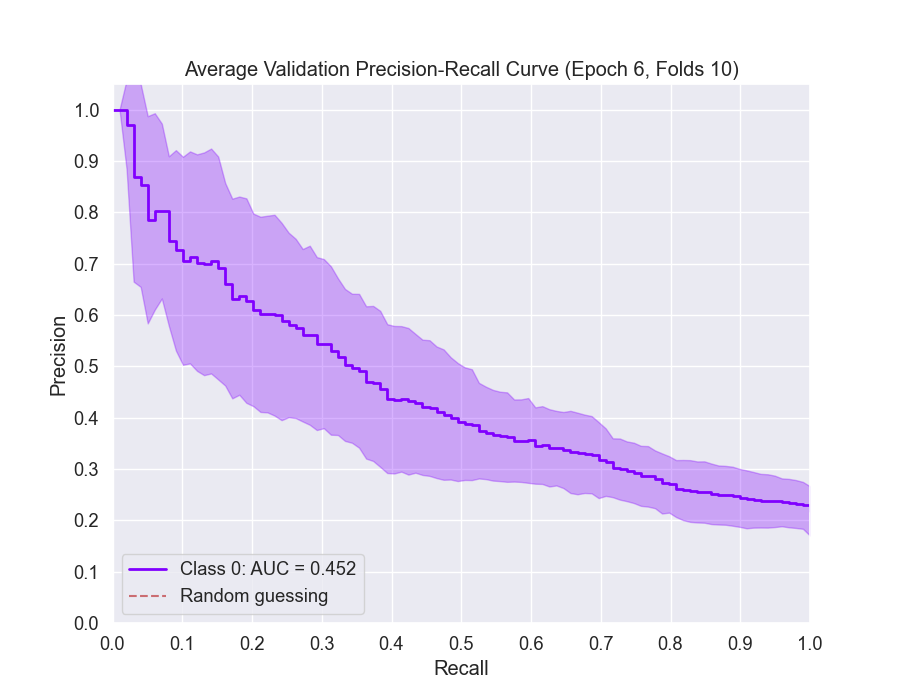 Average Validation Precision-Recall Curve (Epoch 6, Folds 10)
Precision
1.0
0.9
0.8
0.7
0.6
0.5
0.4
0.3
0.2
0.1
0.0
Class 0: AUC = 0.452
Random guessing
0.0 0.1 0.2 0.3 0.4 0.5 0.6 0.7 0.8 0.9 1.0
Recall